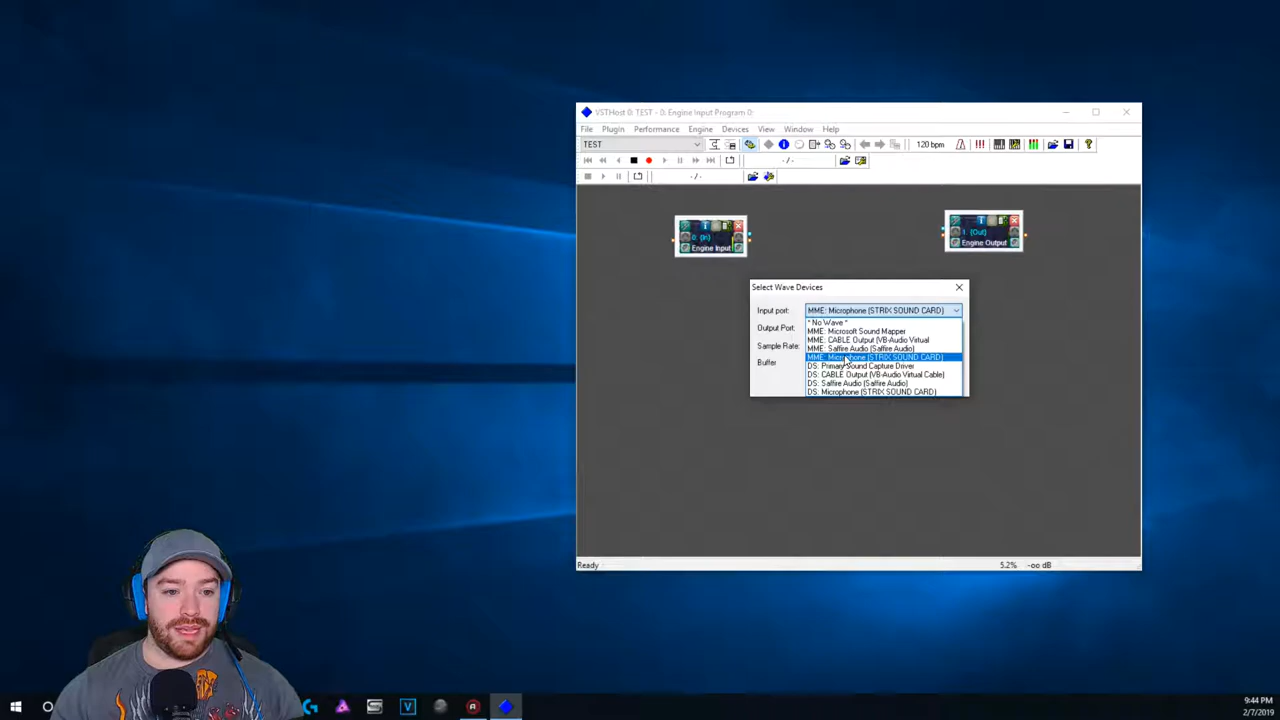 VSTHost 0: TEST - 0: Engine Input Program 0:
File Plugin Performance Engine Devices View Window Help
TEST
120 bpm
- / -
- / -
0. {In}
Engine Input
1. {Out}
Engine Output
Select Wave Devices
Input port: MME: Microphone (STRIX SOUND CARD)
* No Wave *
Output Port
MME: Microsoft Sound Mapper
MME: CABLE Output (VB-Audio Virtual
Sample Rate:
MME: Saffire Audio (Saffire Audio)
MME: Microphone (STRIX SOUND CARD)
Buffer
DS: Primary Sound Capture Driver
DS: CABLE Output (VB-Audio Virtual Cable)
DS: Saffire Audio (Saffire Audio)
DS: Microphone (STRIX SOUND CARD)
Ready
5.2% -oo dB
9:44 PM
2/7/2019